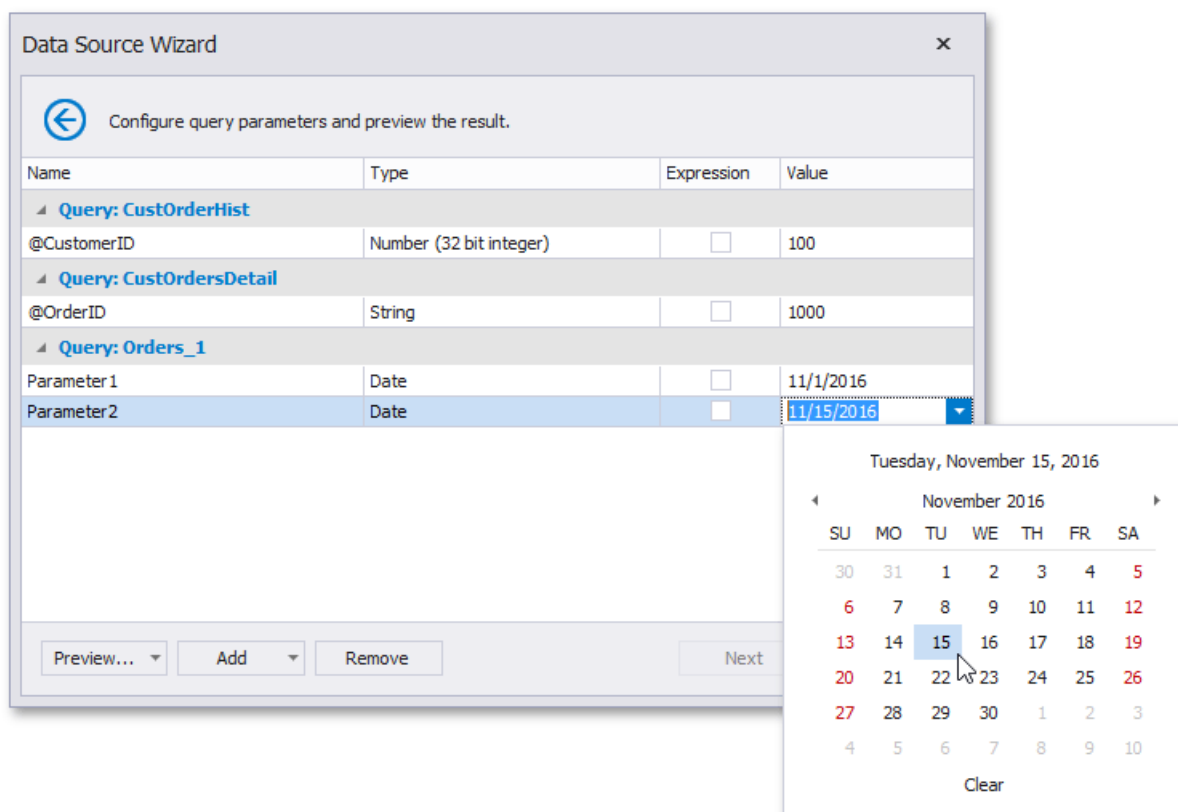 Data Source Wizard
Configure query parameters and preview the result.
Name Type Expression Value
Query: CustOrderHist
@CustomerID Number (32 bit integer) 100
Query: CustOrdersDetail
@OrderID String 1000
Query: Orders_1
Parameter1 Date 11/1/2016
Parameter2 Date 11/15/2016
Tuesday, November 15, 2016
November 2016
SU MO TU WE TH FR SA
30 31 1 2 3 4 5
6 7 8 9 10 11 12
13 14 15 16 17 18 19
20 21 22 23 24 25 26
27 28 29 30 1 2 3
4 5 6 7 8 9 10
Clear
Preview... Add Remove Next